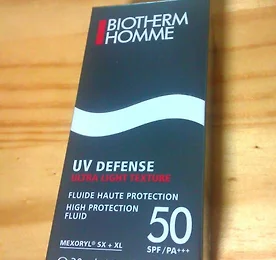 BIOTHERM
HOMME
UV DEFENSE
ULTRA LIGHT TEXTURE
FLUIDE HAUTE PROTECTION
HIGH PROTECTION
FLUID
50
SPF/PA+++
MEXORYL® SX + XL